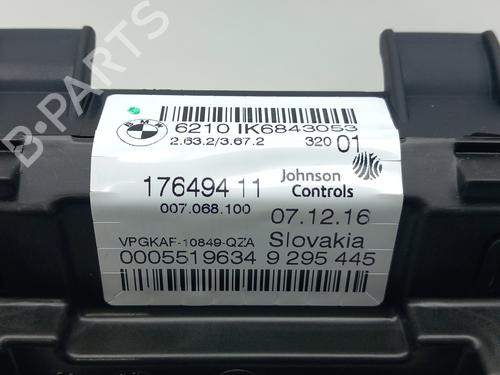 B-PARTS
BMW
6210 IK6843053
2.63.2/3.67.2 320 01
17649411
Johnson Controls
007.068.100
07.12.16
VPGKAF-10849-QZA Slovakia
0005519634 9 295 445